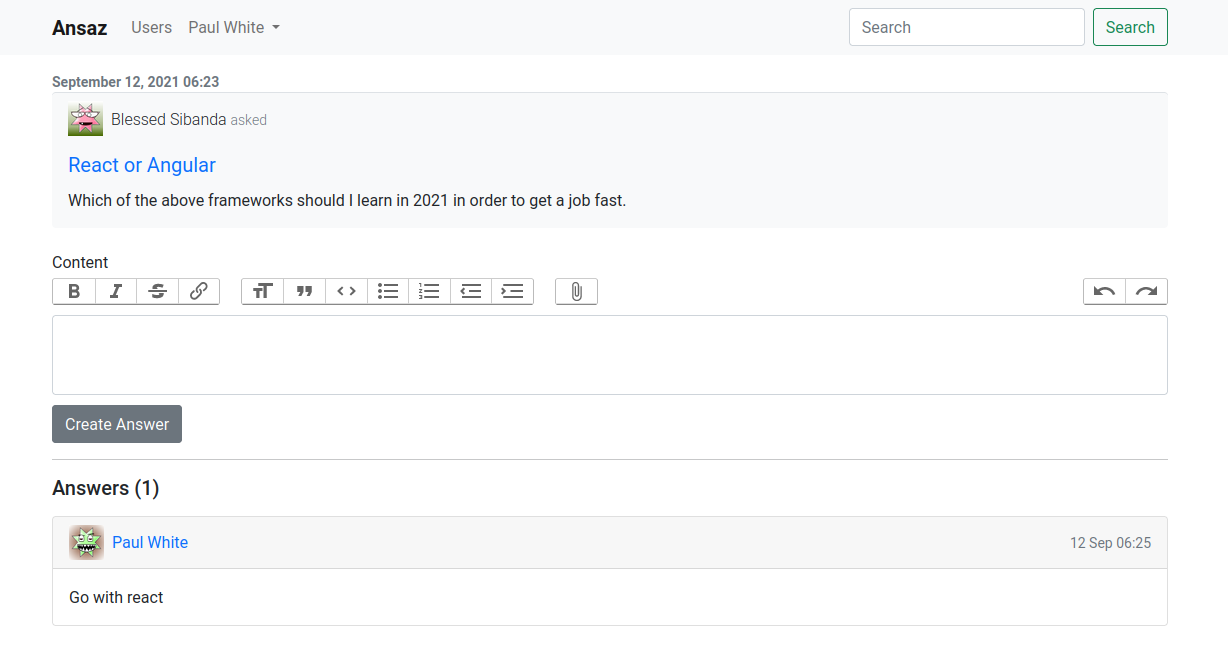 Ansaz Users Paul White Search Search
September 12, 2021 06:23
Blessed Sibanda asked
React or Angular
Which of the above frameworks should I learn in 2021 in order to get a job fast.
Content
Create Answer
Answers (1)
Paul White 12 Sep 06:25
Go with react